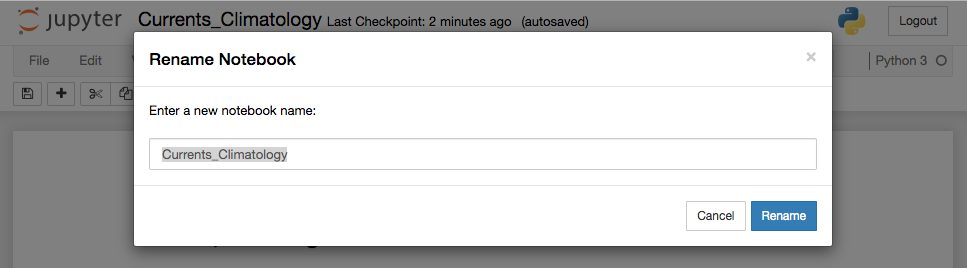 jupyter Currents_Climatology Last Checkpoint: 2 minutes ago (autosaved) Logout
Rename Notebook ×
File Edit Python 3
Enter a new notebook name:
Currents_Climatology
Cancel Rename